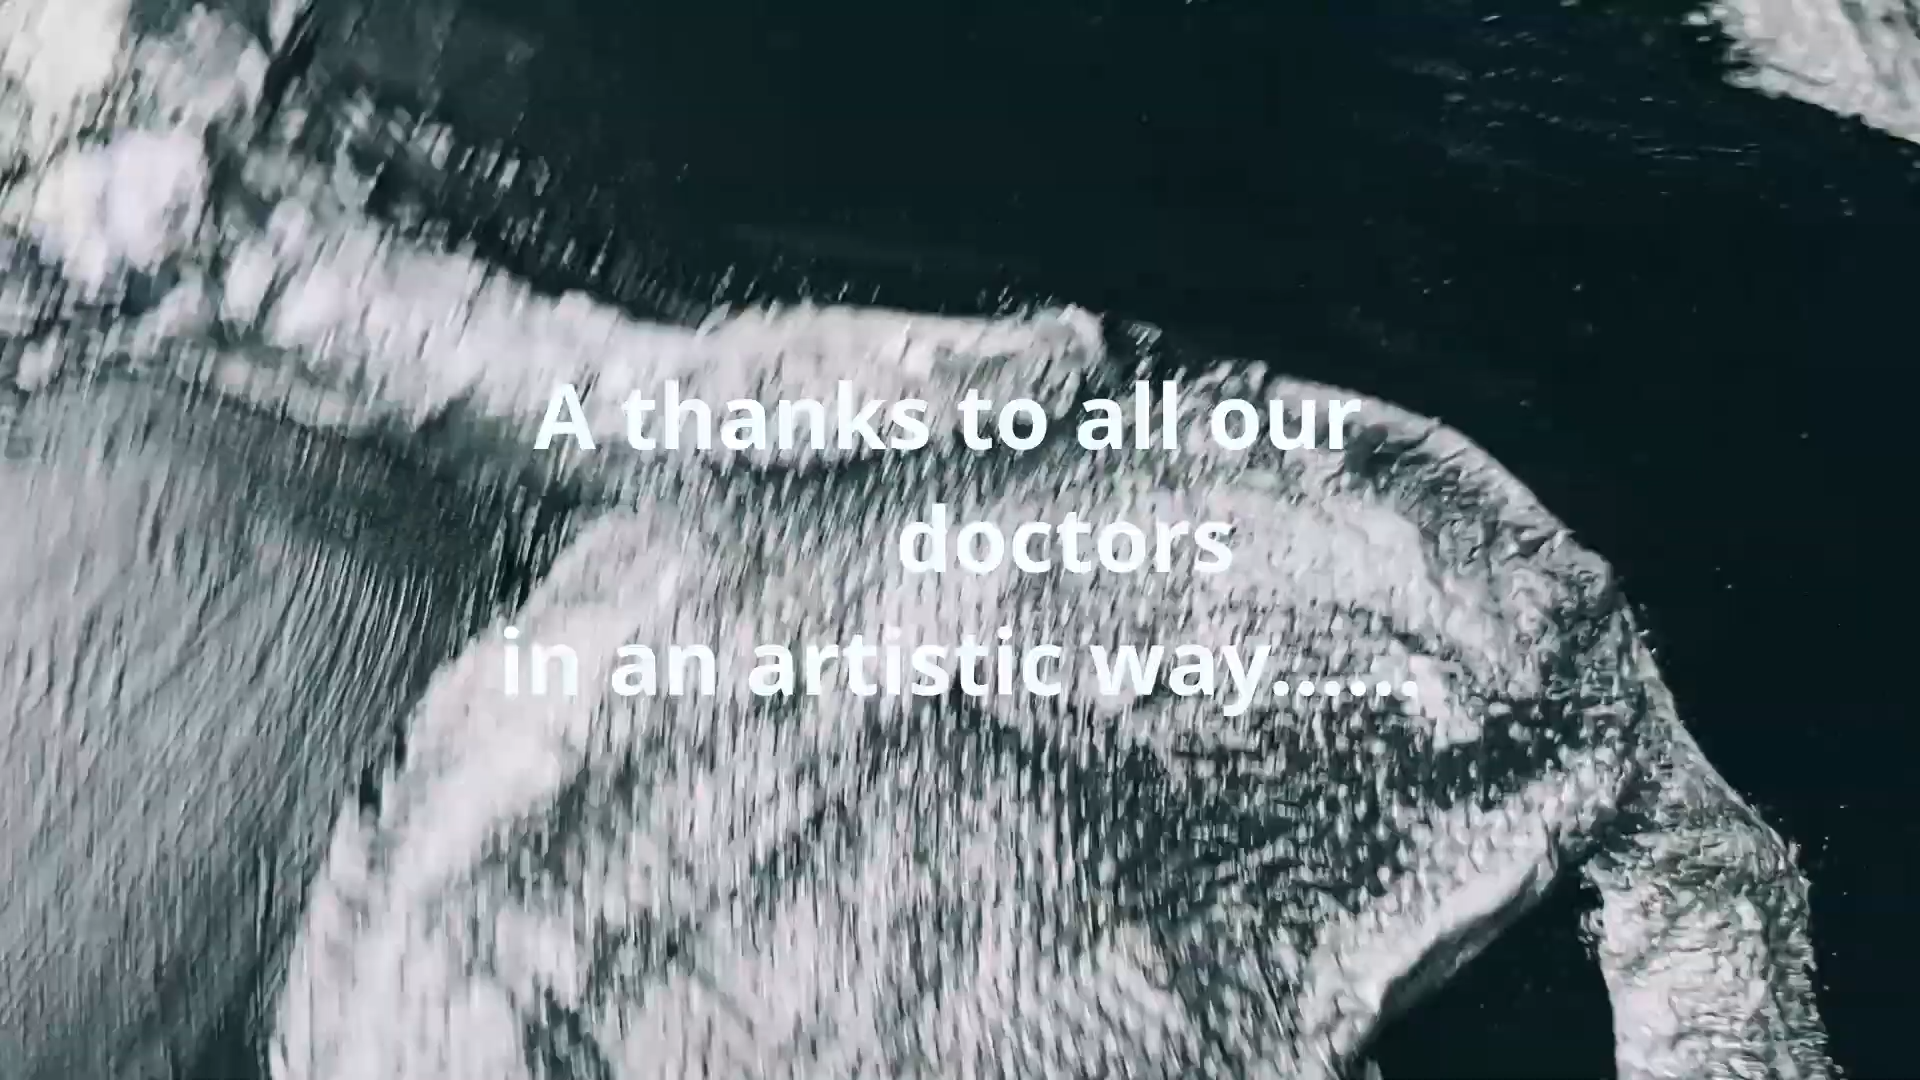 A thanks to all our
doctors
in an artistic way......